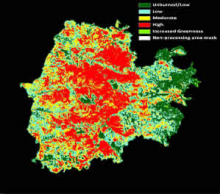 Unburned/Low
Low
Moderate
High
Increased Greenness
Non-processing area mask